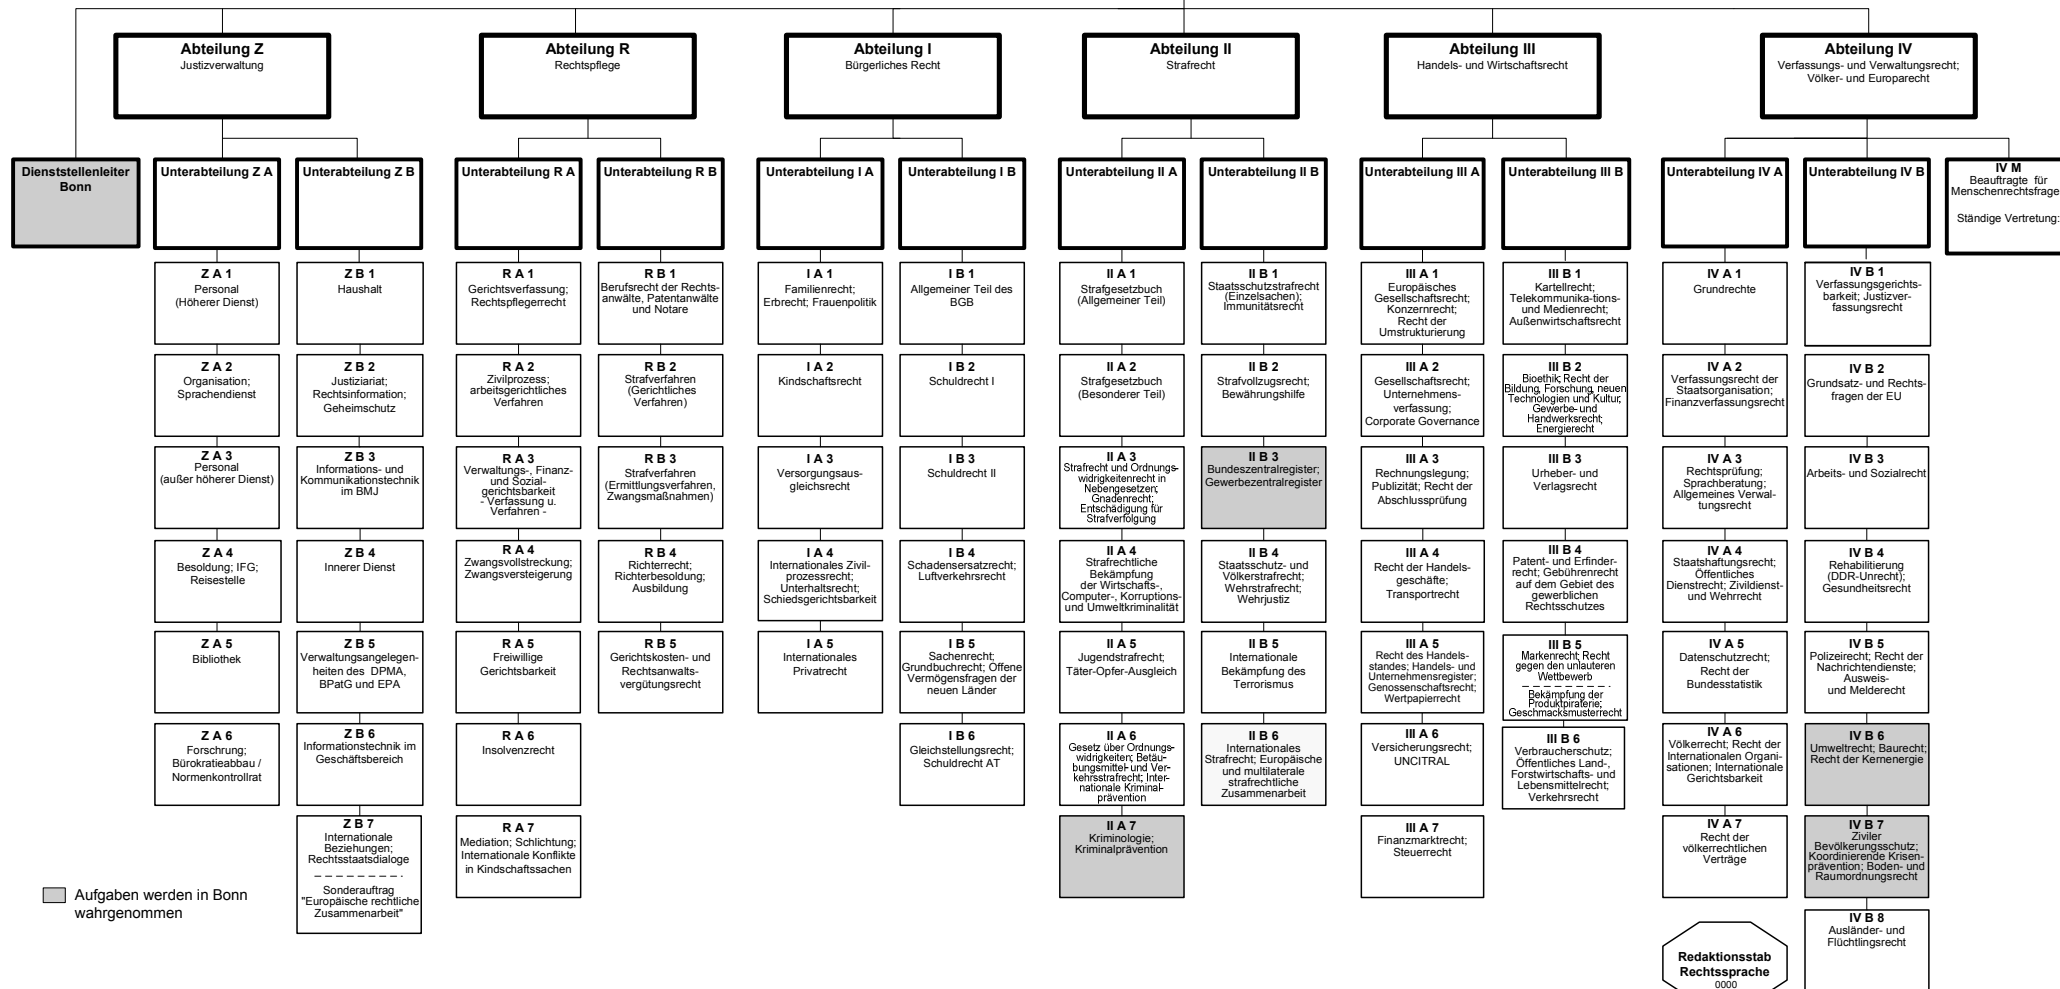 Abteilung Z
Justizverwaltung
Abteilung R
Rechtspflege
Abteilung I
Bürgerliches Recht
Abteilung II
Strafrecht
Abteilung III
Handels- und Wirtschaftsrecht
Abteilung IV
Verfassungs- und Verwaltungsrecht;
Völker- und Europarecht
Dienststellenleiter
Bonn
Unterabteilung Z A
Unterabteilung Z B
Unterabteilung R A
Unterabteilung R B
Unterabteilung I A
Unterabteilung I B
Unterabteilung II A
Unterabteilung II B
Unterabteilung III A
Unterabteilung III B
Unterabteilung IV A
Unterabteilung IV B
IV M
Beauftragte für
Menschenrechtsfrage
Ständige Vertretung:
Z A 1
Personal
(Höherer Dienst)
Z B 1
Haushalt
R A 1
Gerichtsverfassung;
Rechtspflegerrecht
R B 1
Berufsrecht der Rechts-
anwälte, Patentanwälte
und Notare
I A 1
Familienrecht;
Erbrecht; Frauenpolitik
I B 1
Allgemeiner Teil des
BGB
II A 1
Strafgesetzbuch
(Allgemeiner Teil)
II B 1
Staatsschutzstrafrecht
(Einzelsachen);
Immunitätsrecht
III A 1
Europäisches
Gesellschaftsrecht;
Konzernrecht;
Recht der
Umstrukturierung
III B 1
Kartellrecht;
Telekommunika-tions-
und Medienrecht;
Außenwirtschaftsrecht
IV A 1
Grundrechte
IV B 1
Verfassungsgerichts-
barkeit; Justizver-
fassungsrecht
Z A 2
Organisation;
Sprachendienst
Z B 2
Justiziariat;
Rechtsinformation;
Geheimschutz
R A 2
Zivilprozess;
arbeitsgerichtliches
Verfahren
R B 2
Strafverfahren
(Gerichtliches
Verfahren)
I A 2
Kindschaftsrecht
I B 2
Schuldrecht I
II A 2
Strafgesetzbuch
(Besonderer Teil)
II B 2
Strafvollzugsrecht;
Bewährungshilfe
III A 2
Gesellschaftsrecht;
Unternehmens-
verfassung;
Corporate Governance
III B 2
Bioethik; Recht der
Bildung, Forschung, neuen
Technologien und Kultur;
Gewerbe- und
Handwerksrecht;
Energierecht
IV A 2
Verfassungsrecht der
Staatsorganisation;
Finanzverfassungsrecht
IV B 2
Grundsatz- und Rechts-
fragen der EU
Z A 3
Personal
(außer höherer Dienst)
Z B 3
Informations- und
Kommunikationstechnik
im BMJ
R A 3
Verwaltungs-, Finanz-
und Sozial-
gerichtsbarkeit
- Verfassung u.
Verfahren -
R B 3
Strafverfahren
(Ermittlungsverfahren,
Zwangsmaßnahmen)
I A 3
Versorgungsaus-
gleichsrecht
I B 3
Schuldrecht II
II A 3
Strafrecht und Ordnungs-
widrigkeitenrecht in
Nebengesetzen;
Gnadenrecht;
Entschädigung für
Strafverfolgung
II B 3
Bundeszentralregister;
Gewerbezentralregister
III A 3
Rechnungslegung;
Publizität; Recht der
Abschlussprüfung
III B 3
Urheber- und
Verlagsrecht
IV A 3
Rechtsprüfung;
Sprachberatung;
Allgemeines Verwal-
tungsrecht
IV B 3
Arbeits- und Sozialrecht
Z A 4
Besoldung; IFG;
Reisestelle
Z B 4
Innerer Dienst
R A 4
Zwangsvollstreckung;
Zwangsversteigerung
R B 4
Richterrecht;
Richterbesoldung;
Ausbildung
I A 4
Internationales Zivil-
prozessrecht;
Unterhaltsrecht;
Schiedsgerichtsbarkeit
I B 4
Schadensersatzrecht;
Luftverkehrsrecht
II A 4
Strafrechtliche
Bekämpfung
der Wirtschafts-,
Computer-, Korruptions-
und Umweltkriminalität
II B 4
Staatsschutz- und
Völkerstrafrecht;
Wehrstrafrecht;
Wehrjustiz
III A 4
Recht der Handels-
geschäfte;
Transportrecht
III B 4
Patent- und Erfinder-
recht; Gebührenrecht
auf dem Gebiet des
gewerblichen
Rechtsschutzes
IV A 4
Staatshaftungsrecht;
Öffentliches
Dienstrecht; Zivildienst-
und Wehrrecht
IV B 4
Rehabilitierung
(DDR-Unrecht);
Gesundheitsrecht
Z A 5
Bibliothek
Z B 5
Verwaltungsangelegen-
heiten des DPMA,
BPatG und EPA
R A 5
Freiwillige
Gerichtsbarkeit
R B 5
Gerichtskosten- und
Rechtsanwalts-
vergütungsrecht
I A 5
Internationales
Privatrecht
I B 5
Sachenrecht;
Grundbuchrecht; Offene
Vermögensfragen der
neuen Länder
II A 5
Jugendstrafrecht;
Täter-Opfer-Ausgleich
II B 5
Internationale
Bekämpfung des
Terrorismus
III A 5
Recht des Handels-
standes; Handels- und
Unternehmensregister;
Genossenschaftsrecht;
Wertpapierrecht
III B 5
Markenrecht; Recht
gegen den unlauteren
Wettbewerb
Bekämpfung der
Produktpiraterie;
Geschmacksmusterrecht
IV A 5
Datenschutzrecht;
Recht der
Bundesstatistik
IV B 5
Polizeirecht; Recht der
Nachrichtendienste;
Ausweis-
und Melderecht
Z A 6
Forschrung;
Bürokratieabbau /
Normenkontrollrat
Z B 6
Informationstechnik im
Geschäftsbereich
R A 6
Insolvenzrecht
I B 6
Gleichstellungsrecht;
Schuldrecht AT
II A 6
Gesetz über Ordnungs-
widrigkeiten; Betäu-
bungsmittel- und Ver-
kehrsstrafrecht; Inter-
nationale Kriminal-
prävention
II B 6
Internationales
Strafrecht; Europäische
und multilaterale
strafrechtliche
Zusammenarbeit
III A 6
Versicherungsrecht;
UNCITRAL
III B 6
Verbraucherschutz;
Öffentliches Land-,
Forstwirtschafts- und
Lebensmittelrecht;
Verkehrsrecht
IV A 6
Völkerrecht; Recht der
Internationalen Organi-
sationen; Internationale
Gerichtsbarkeit
IV B 6
Umweltrecht; Baurecht;
Recht der Kernenergie
Z B 7
Internationale
Beziehungen;
Rechtsstaatsdialoge
Sonderauftrag
"Europäische rechtliche
Zusammenarbeit"
R A 7
Mediation; Schlichtung;
Internationale Konflikte
in Kindschaftssachen
II A 7
Kriminologie;
Kriminalprävention
III A 7
Finanzmarktrecht;
Steuerrecht
IV A 7
Recht der
völkerrechtlichen
Verträge
IV B 7
Ziviler
Bevölkerungsschutz;
Koordinierende Krisen-
prävention; Boden- und
Raumordnungsrecht
Aufgaben werden in Bonn
wahrgenommen
IV B 8
Ausländer- und
Flüchtlingsrecht
Redaktionsstab
Rechtssprache
0000